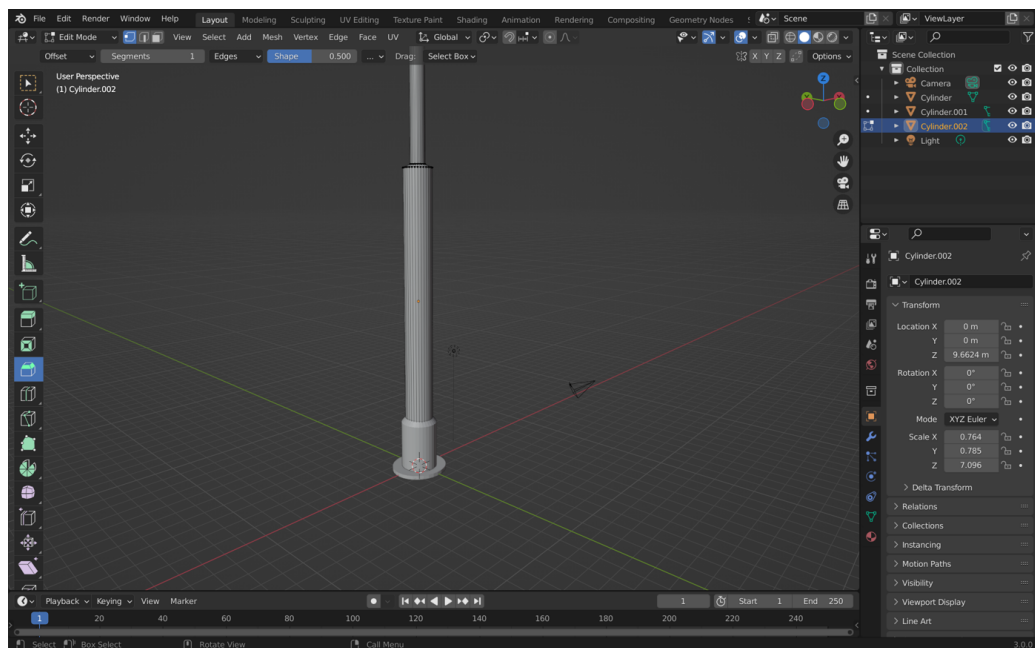 File Edit Render Window Help Layout Modeling Sculpting UV Editing Texture Paint Shading Animation Rendering Compositing Geometry Nodes Scene ViewLayer
Edit Mode View Select Add Mesh Vertex Edge Face UV Global
Offset Segments 1 Edges Shape 0.500 ... Drag: Select Box X Y Z Options
User Perspective
(1) Cylinder.002
Z
Y
X
Scene Collection
Collection
Camera
Cylinder
Cylinder.001
Cylinder.002
Light
Cylinder.002
Cylinder.002
Transform
Location X 0 m
Y 0 m
Z 9.6624 m
Rotation X 0°
Y 0°
Z 0°
Mode XYZ Euler
Scale X 0.764
Y 0.785
Z 7.096
Delta Transform
Relations
Collections
Instancing
Motion Paths
Visibility
Viewport Display
Line Art
Playback Keying View Marker 1 Start 1 End 250
1 20 40 60 80 100 120 140 160 180 200 220 240
Select Box Select Rotate View Call Menu 3.0.0